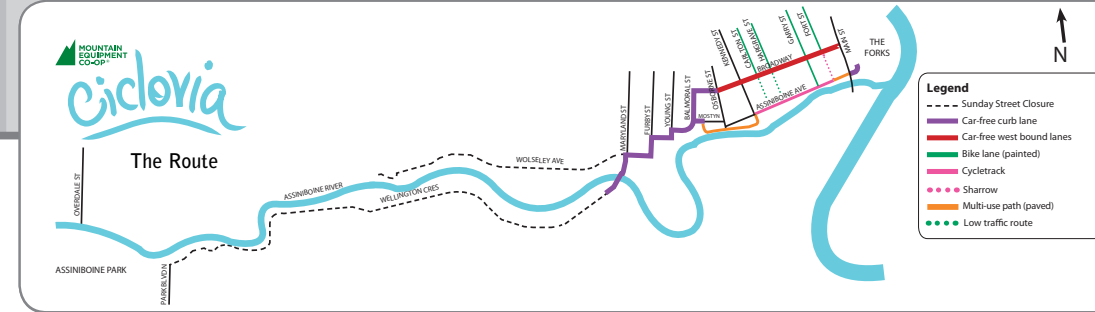 MOUNTAIN
EQUIPMENT
CO-OP®
Ciclovia
The Route
OVERDALE ST
ASSINIBOINE PARK
PARK BLVD N
ASSINIBOINE RIVER
WELLINGTON CRES
WOLSELEY AVE
MARYLAND ST
FURBY ST
YOUNG ST
BALMORAL ST
OSBORNE ST
MOSTYN
KENNEDY ST
CARLTON ST
HARGRAVE ST
BROADWAY
ASSINIBOINE AVE
GARRY ST
FORT ST
MAIN ST
THE
FORKS
N
Legend
Sunday Street Closure
Car-free curb lane
Car-free west bound lanes
Bike lane (painted)
Cycletrack
Sharrow
Multi-use path (paved)
Low traffic route